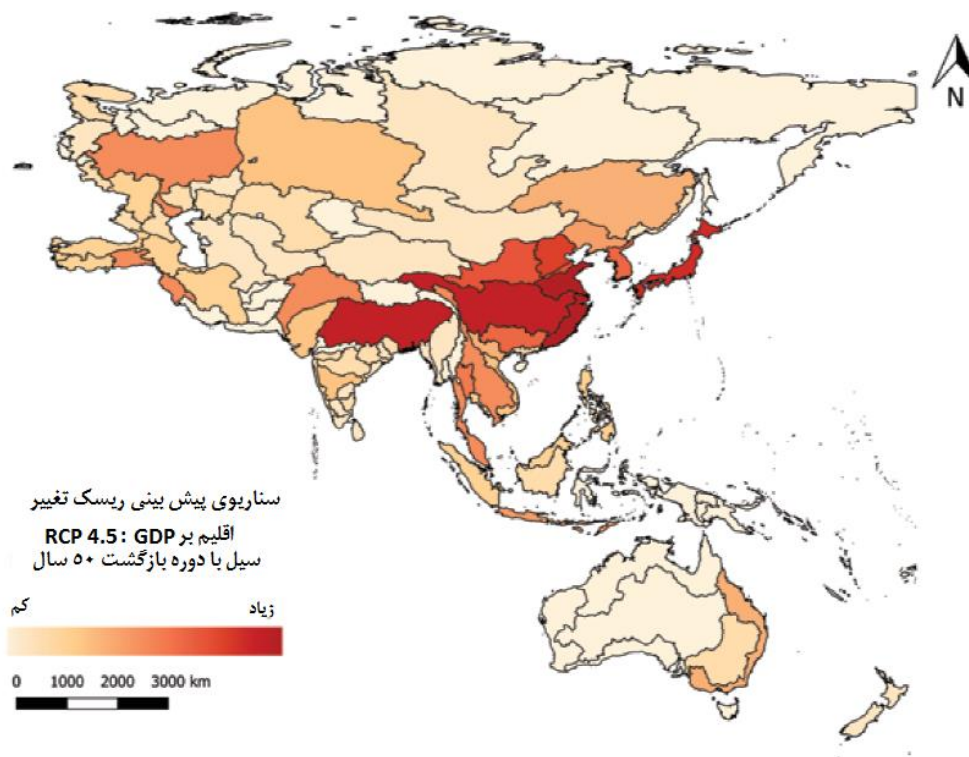 N
سناریوی پیش بینی ریسک تغییر
اقلیم بر RCP 4.5: GDP
سیل با دوره بازگشت ۵۰ سال
کم زیاد
0 1000 2000 3000 km